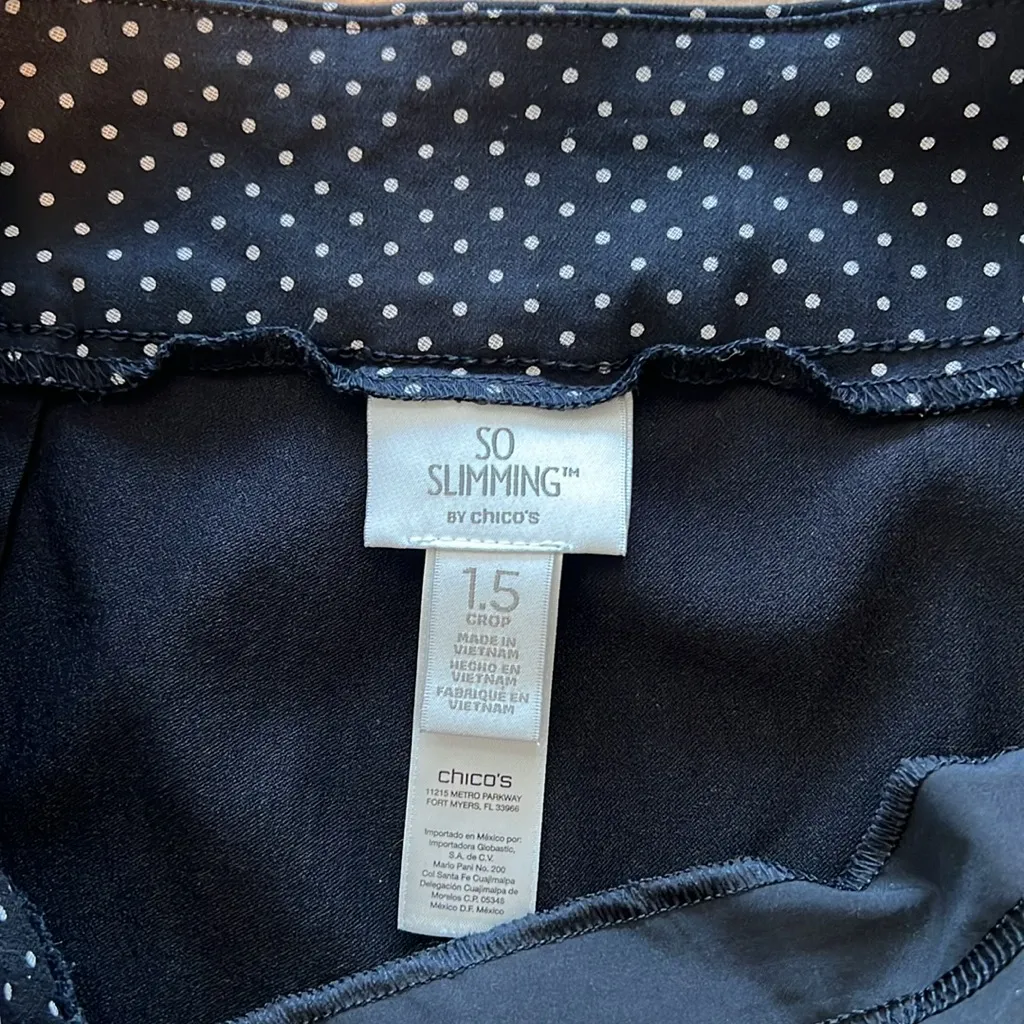 SO
SLIMMING™
BY chico's
1.5
CROP
MADE IN
VIETNAM
HECHO EN
VIETNAM
FABRIQUÉ EN
VIETNAM
chico's
11215 METRO PARKWAY
FORT MYERS, FL 33966
Importado en México por:
Importadora Globastic,
S.A. de C.V.
Mario Pani No. 200
Col Santa Fe Cuajimalpa
Delegación Cuajimalpa de
Morelos C.P. 05348
México D.F. México